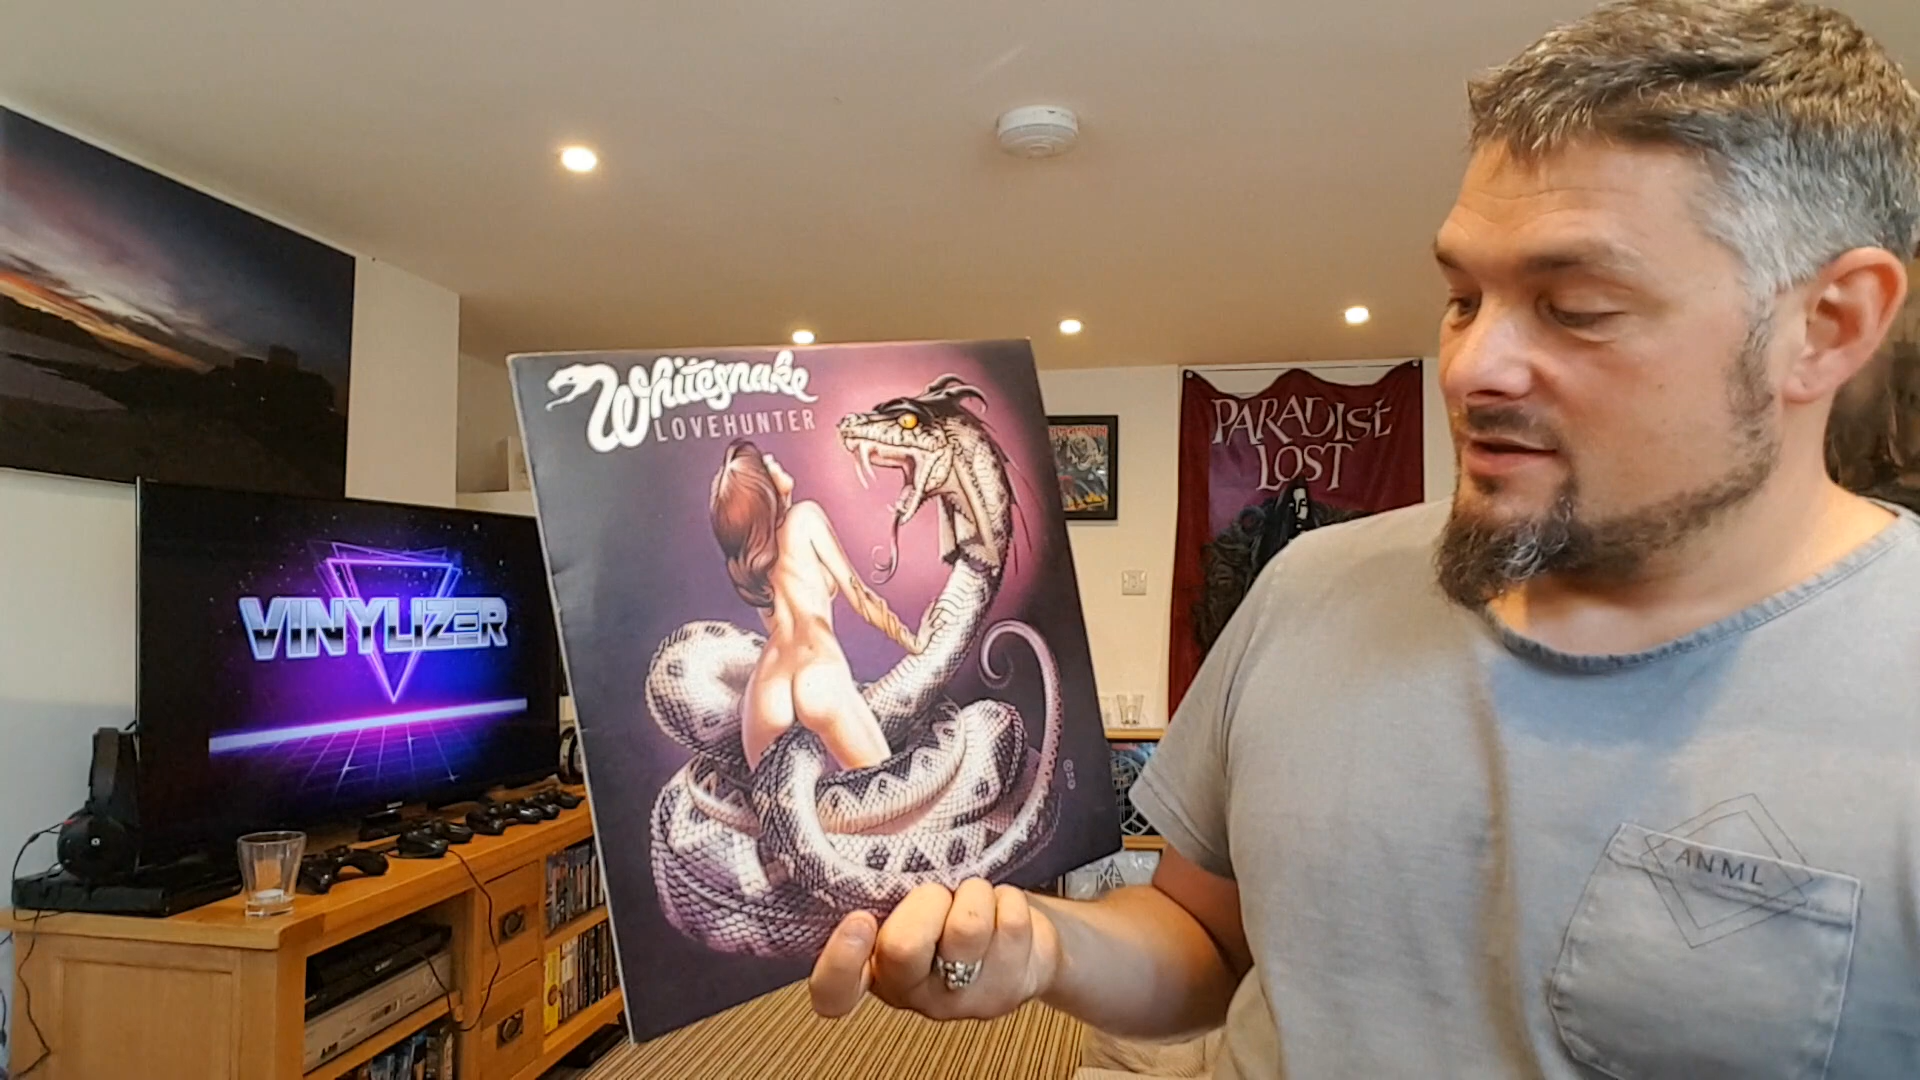 Whitesnake
LOVEHUNTER
PARADISE
LOST
VINYLIZER
ANML